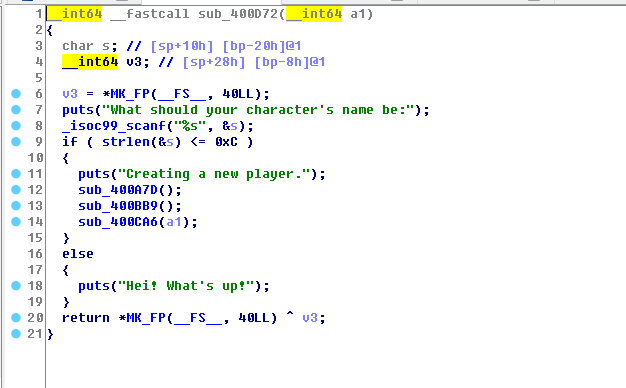 1 __int64 __fastcall sub_400D72(__int64 a1)
2 {
3 char s; // [sp+10h] [bp-20h]@1
4 __int64 v3; // [sp+28h] [bp-8h]@1
5
6 v3 = *MK_FP(__FS__, 40LL);
7 puts("What should your character's name be:");
8 _isoc99_scanf("%s", &s);
9 if ( strlen(&s) <= 0xC )
10 {
11 puts("Creating a new player.");
12 sub_400A7D();
13 sub_400BB9();
14 sub_400CA6(a1);
15 }
16 else
17 {
18 puts("Hei! What's up!");
19 }
20 return *MK_FP(__FS__, 40LL) ^ v3;
21 }